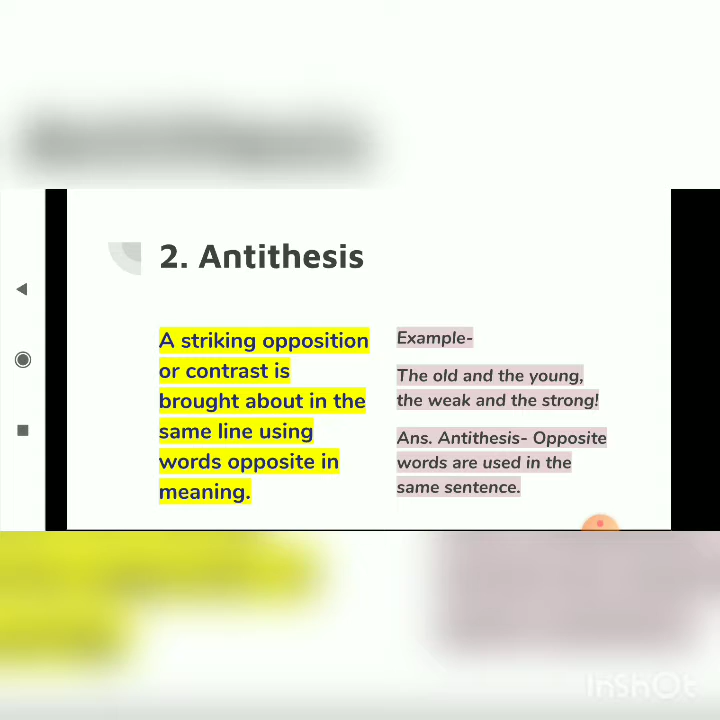 2. Antithesis
A striking opposition
or contrast is
brought about in the
same line using
words opposite in
meaning.
Example-
The old and the young,
the weak and the strong!
Ans. Antithesis- Opposite
words are used in the
same sentence.
InShOt